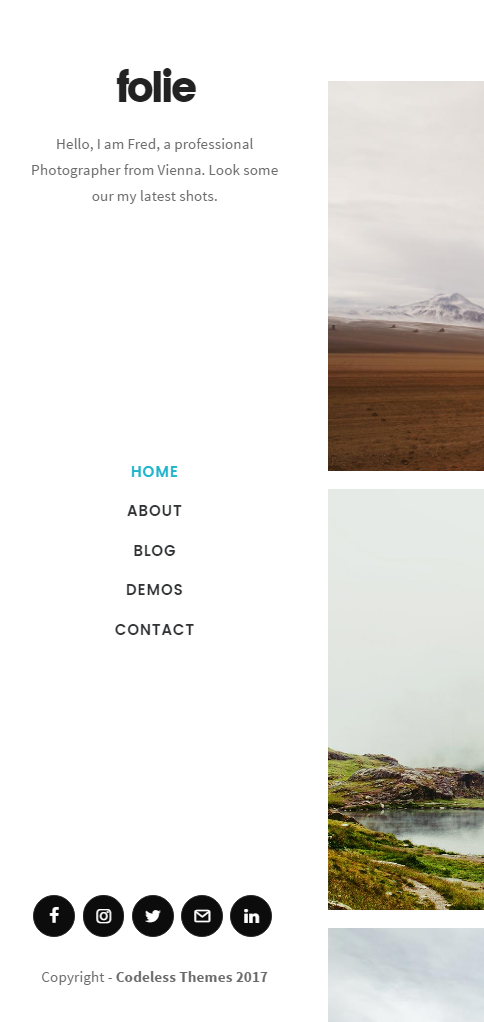 folie
Hello, I am Fred, a professional
Photographer from Vienna. Look some
our my latest shots.
HOME
ABOUT
BLOG
DEMOS
CONTACT
Copyright - Codeless Themes 2017